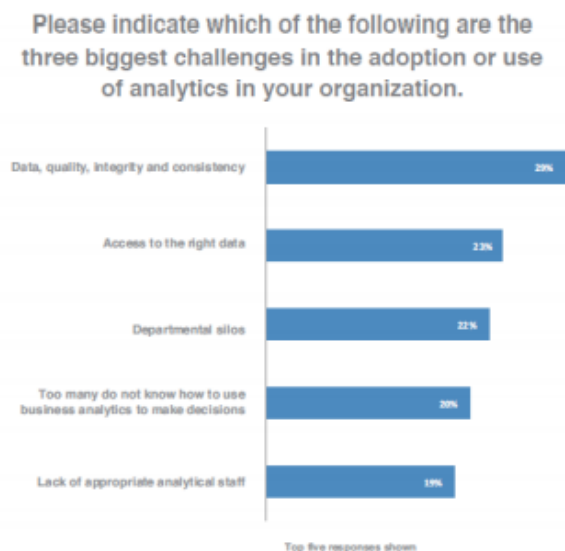 Please indicate which of the following are the
three biggest challenges in the adoption or use
of analytics in your organization.
Data, quality, integrity and consistency
29%
Access to the right data
23%
Departmental silos
22%
Too many do not know how to use
business analytics to make decisions
20%
Lack of appropriate analytical staff
19%
Top five responses shown